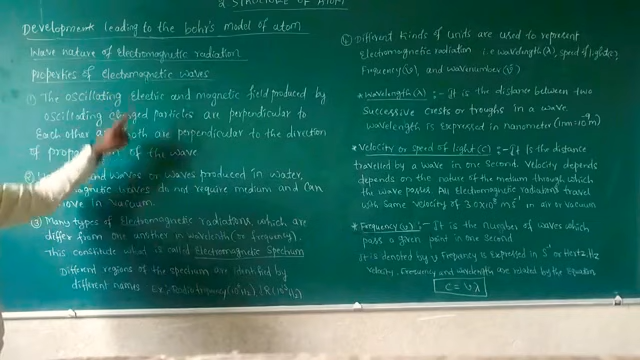 2 STRUCTURE OF ATOM
Development leading to the bohr's model of atom
Wave nature of Electromagnetic radiation
Properties of Electromagnetic waves
① The oscillating Electric and magnetic field produced by
oscillating charged particles are perpendicular to
Each other and both are perpendicular to the direction
of propagation of the wave
waves or waves produced in water,
magnetic waves do not require medium and can
move in vacuum.
③ Many types of Electromagnetic radiations, which are
differ from one another in wavelength (or frequency).
This constitute what is called Electromagnetic Spectrum
Different regions of the spectrum are identified by
different names
④ Different kinds of units are used to represent
Electromagnetic radiation i.e wavelength(λ), speed of light(c)
Frequency(ν) and wavenumber(ν̄)
* Wavelength(λ) :- It is the distance between two
successive crests or troughs in a wave
wavelength is Expressed in nanometer (1nm=10⁻⁹m)
* Velocity or speed of light (c) :- It is the distance
travelled by a wave in one second. Velocity depends
depends on the nature of the medium through which
the wave passes. All Electromagnetic radiations travel
with same velocity of 3.0×10⁸ ms⁻¹ in air or vacuum
* Frequency(ν) :- It is the number of waves which
pass a given point in one second
It is denoted by ν Frequency is expressed in S⁻¹ or Hertz, Hz
Velocity, Frequency and wavelength are related by the Equation
C = νλ